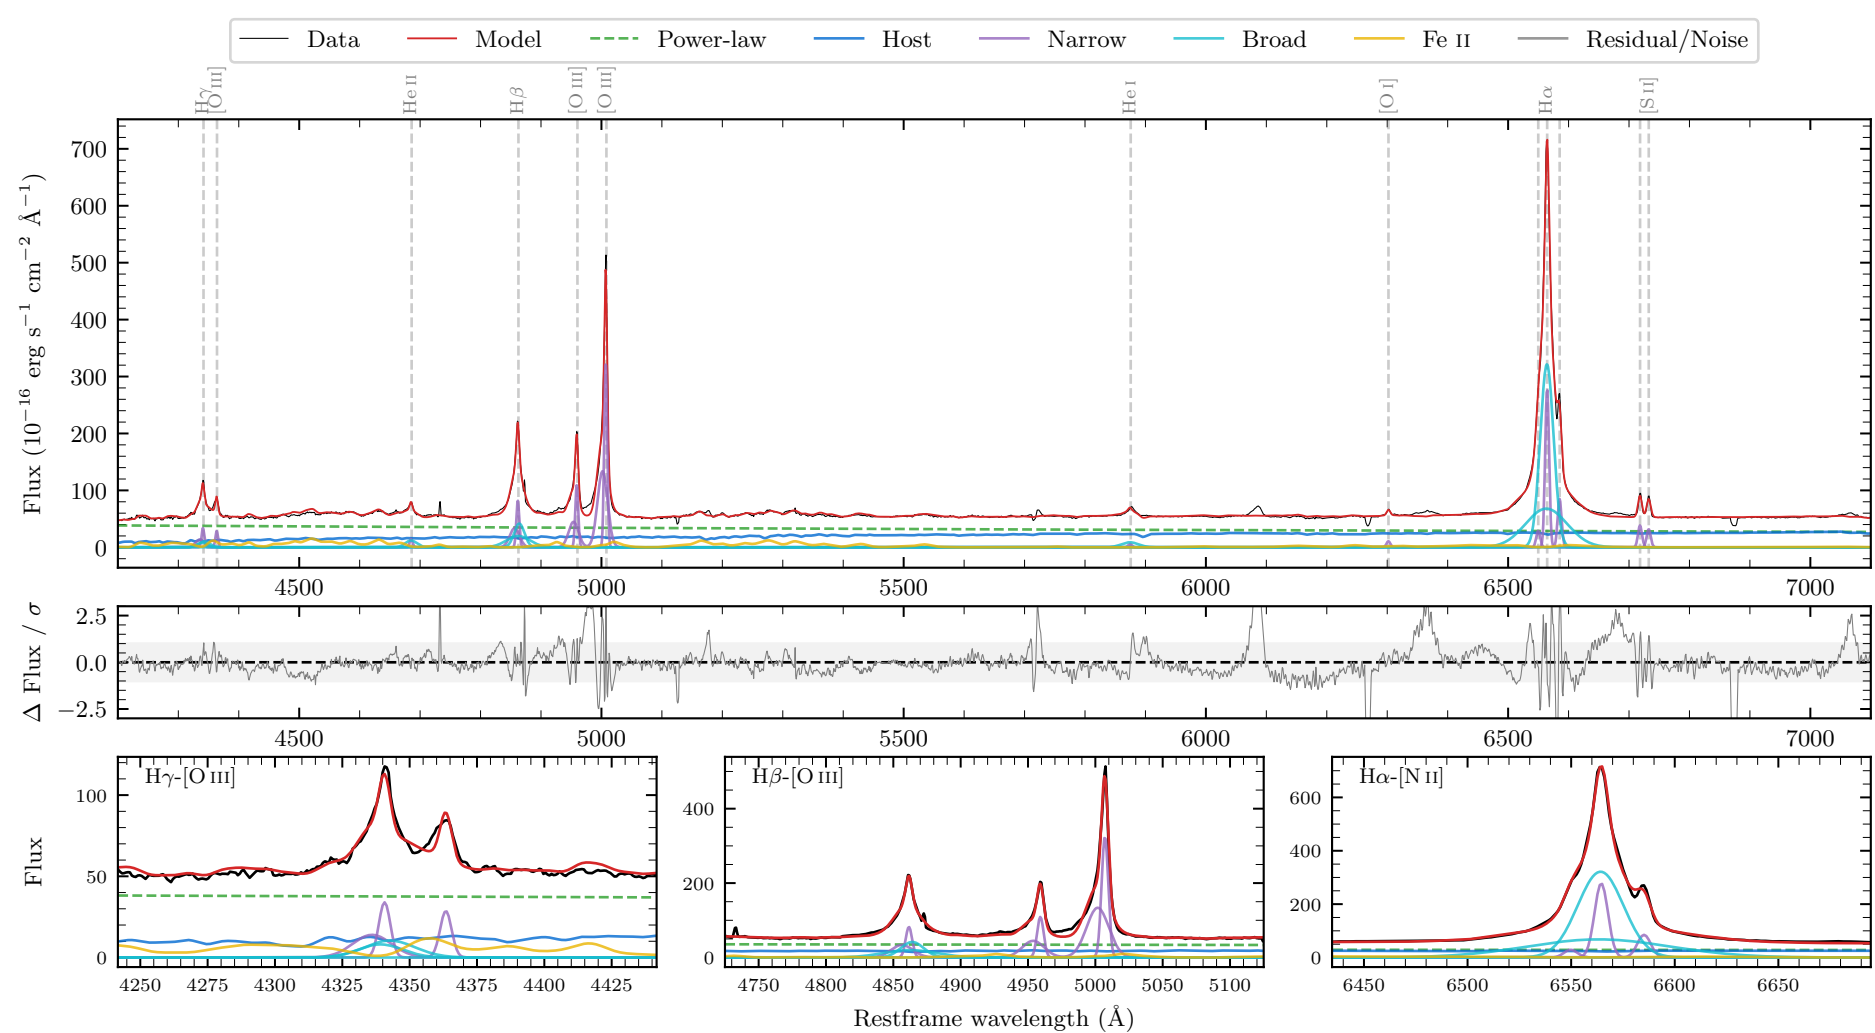 Data Model Power-law Host Narrow Broad Fe II Residual/Noise
Hγ [O III] He II Hβ [O III] [O III] He I [O I] Hα [S II]
Flux (10⁻¹⁶ erg s⁻¹ cm⁻² Å⁻¹)
700
600
500
400
300
200
100
0
4500 5000 5500 6000 6500 7000
Δ Flux / σ
2.5
0.0
−2.5
4500 5000 5500 6000 6500 7000
Flux
Hγ-[O III]
100
50
0
4250 4275 4300 4325 4350 4375 4400 4425
Hβ-[O III]
400
200
0
4750 4800 4850 4900 4950 5000 5050 5100
Hα-[N II]
600
400
200
0
6450 6500 6550 6600 6650
Restframe wavelength (Å)